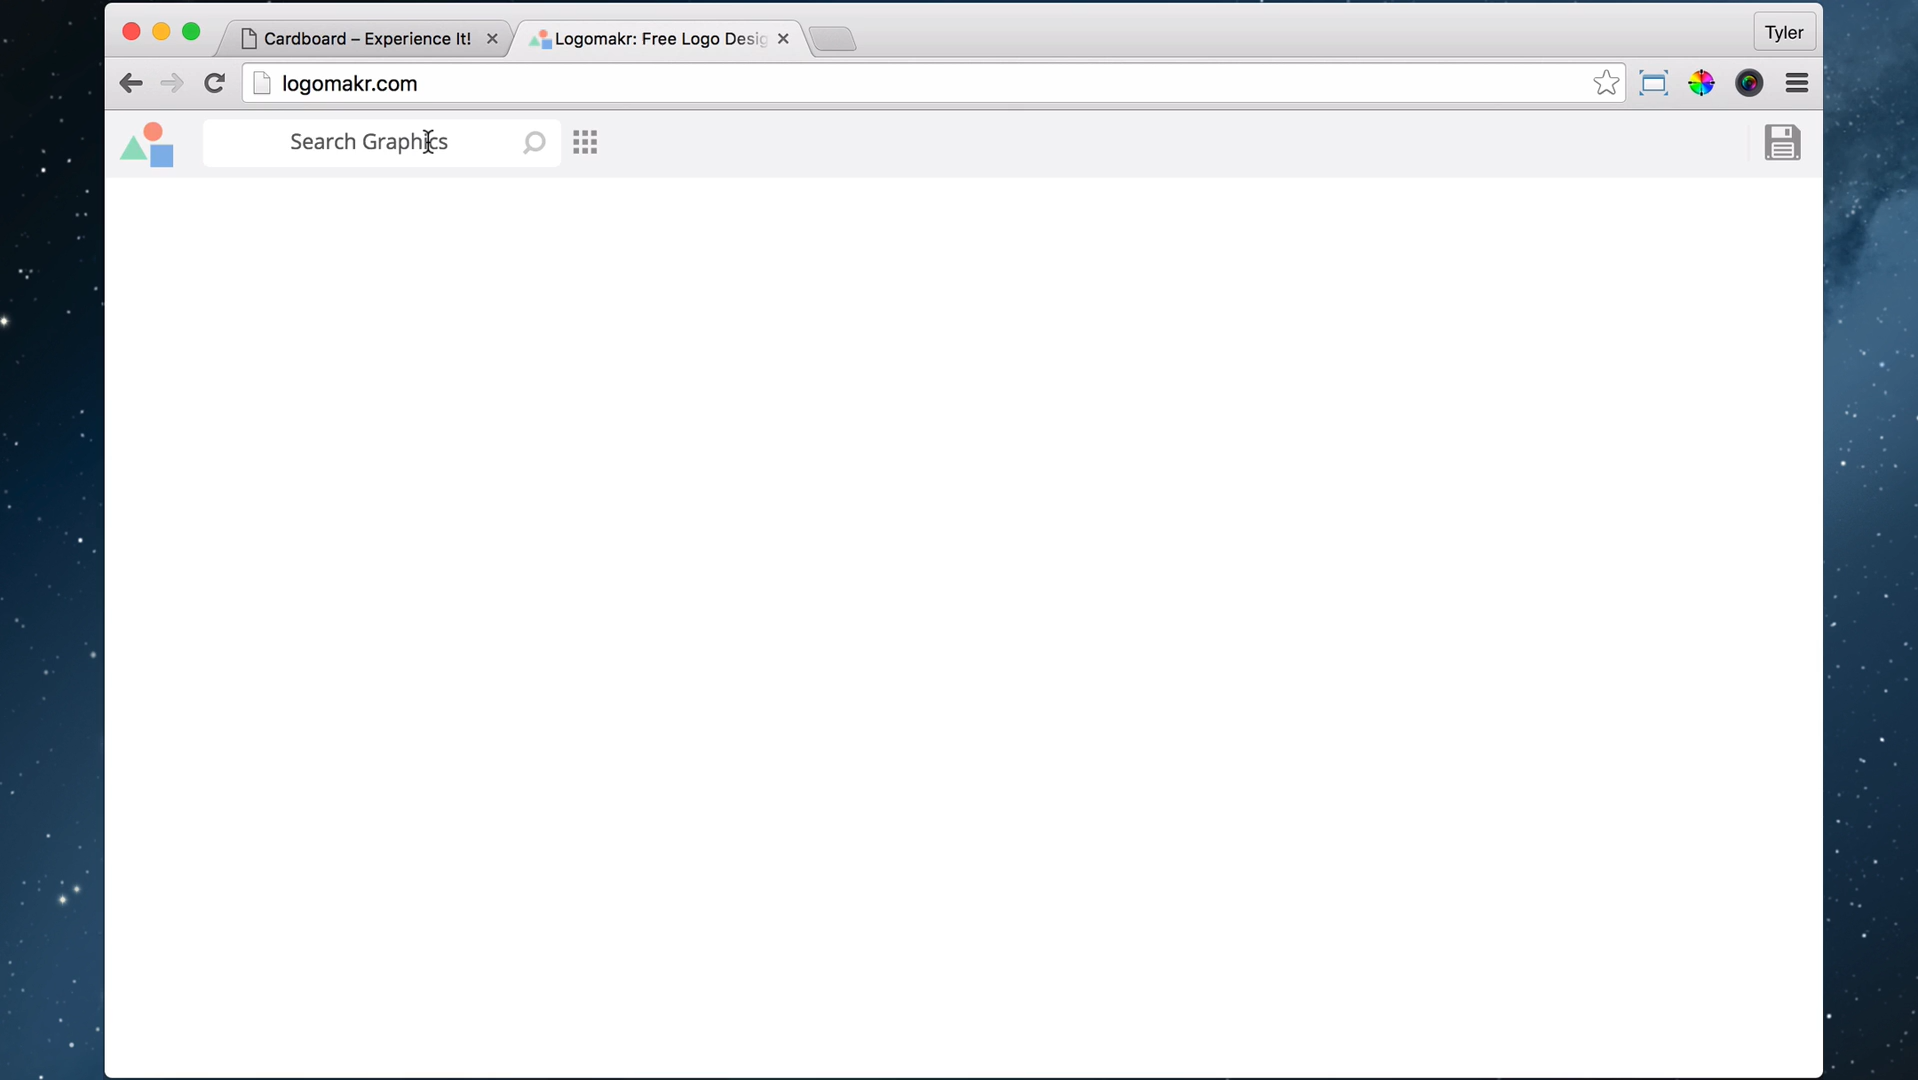 Cardboard – Experience It!
Logomakr: Free Logo Desig
Tyler
logomakr.com
Search Graphics